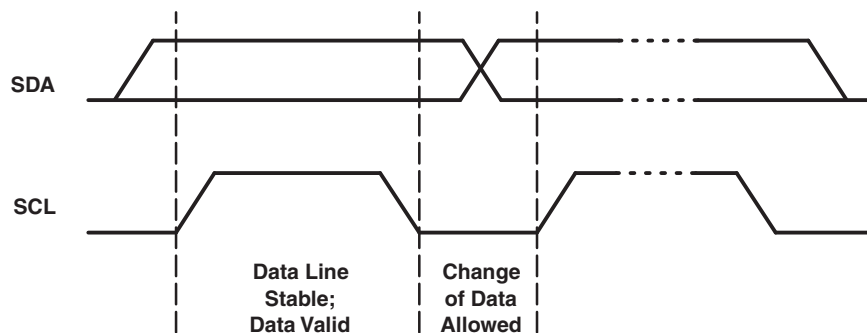 SDA
SCL
Data Line
Stable;
Data Valid
Change
of Data
Allowed